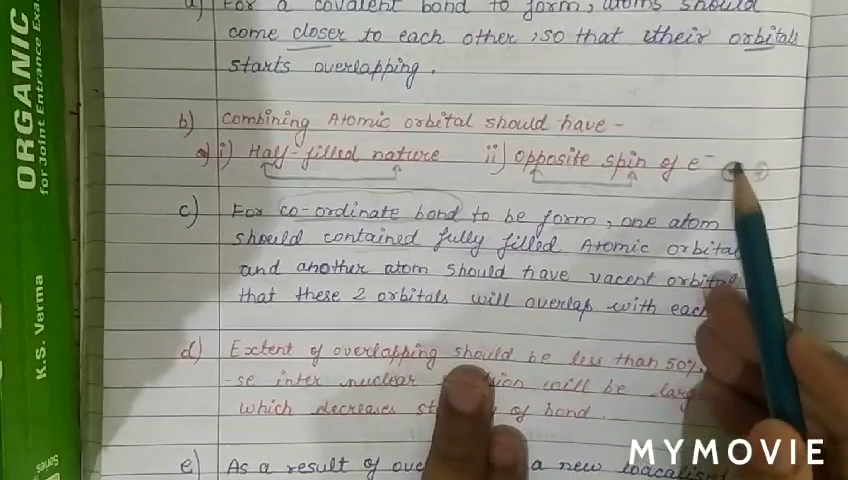 ORGANIC
for Joint Entrance Exa
K.S. Verma
Series
a) For a covalent bond to form, atoms should
come closer to each other, so that their orbitals
starts overlapping.
b) combining Atomic orbital should have -
i) Half-filled nature ii) Opposite spin of e⁻
c) For co-ordinate bond to be form, one atom
should contained fully filled Atomic orbital
and another atom should have vacent orbital
that these 2 orbitals will overlap with each
d) Extent of overlapping should be less than 50%
-se inter nuclear will be larg
which decreases of bond.
e) As a result of a new loacalis
MYMOVIE